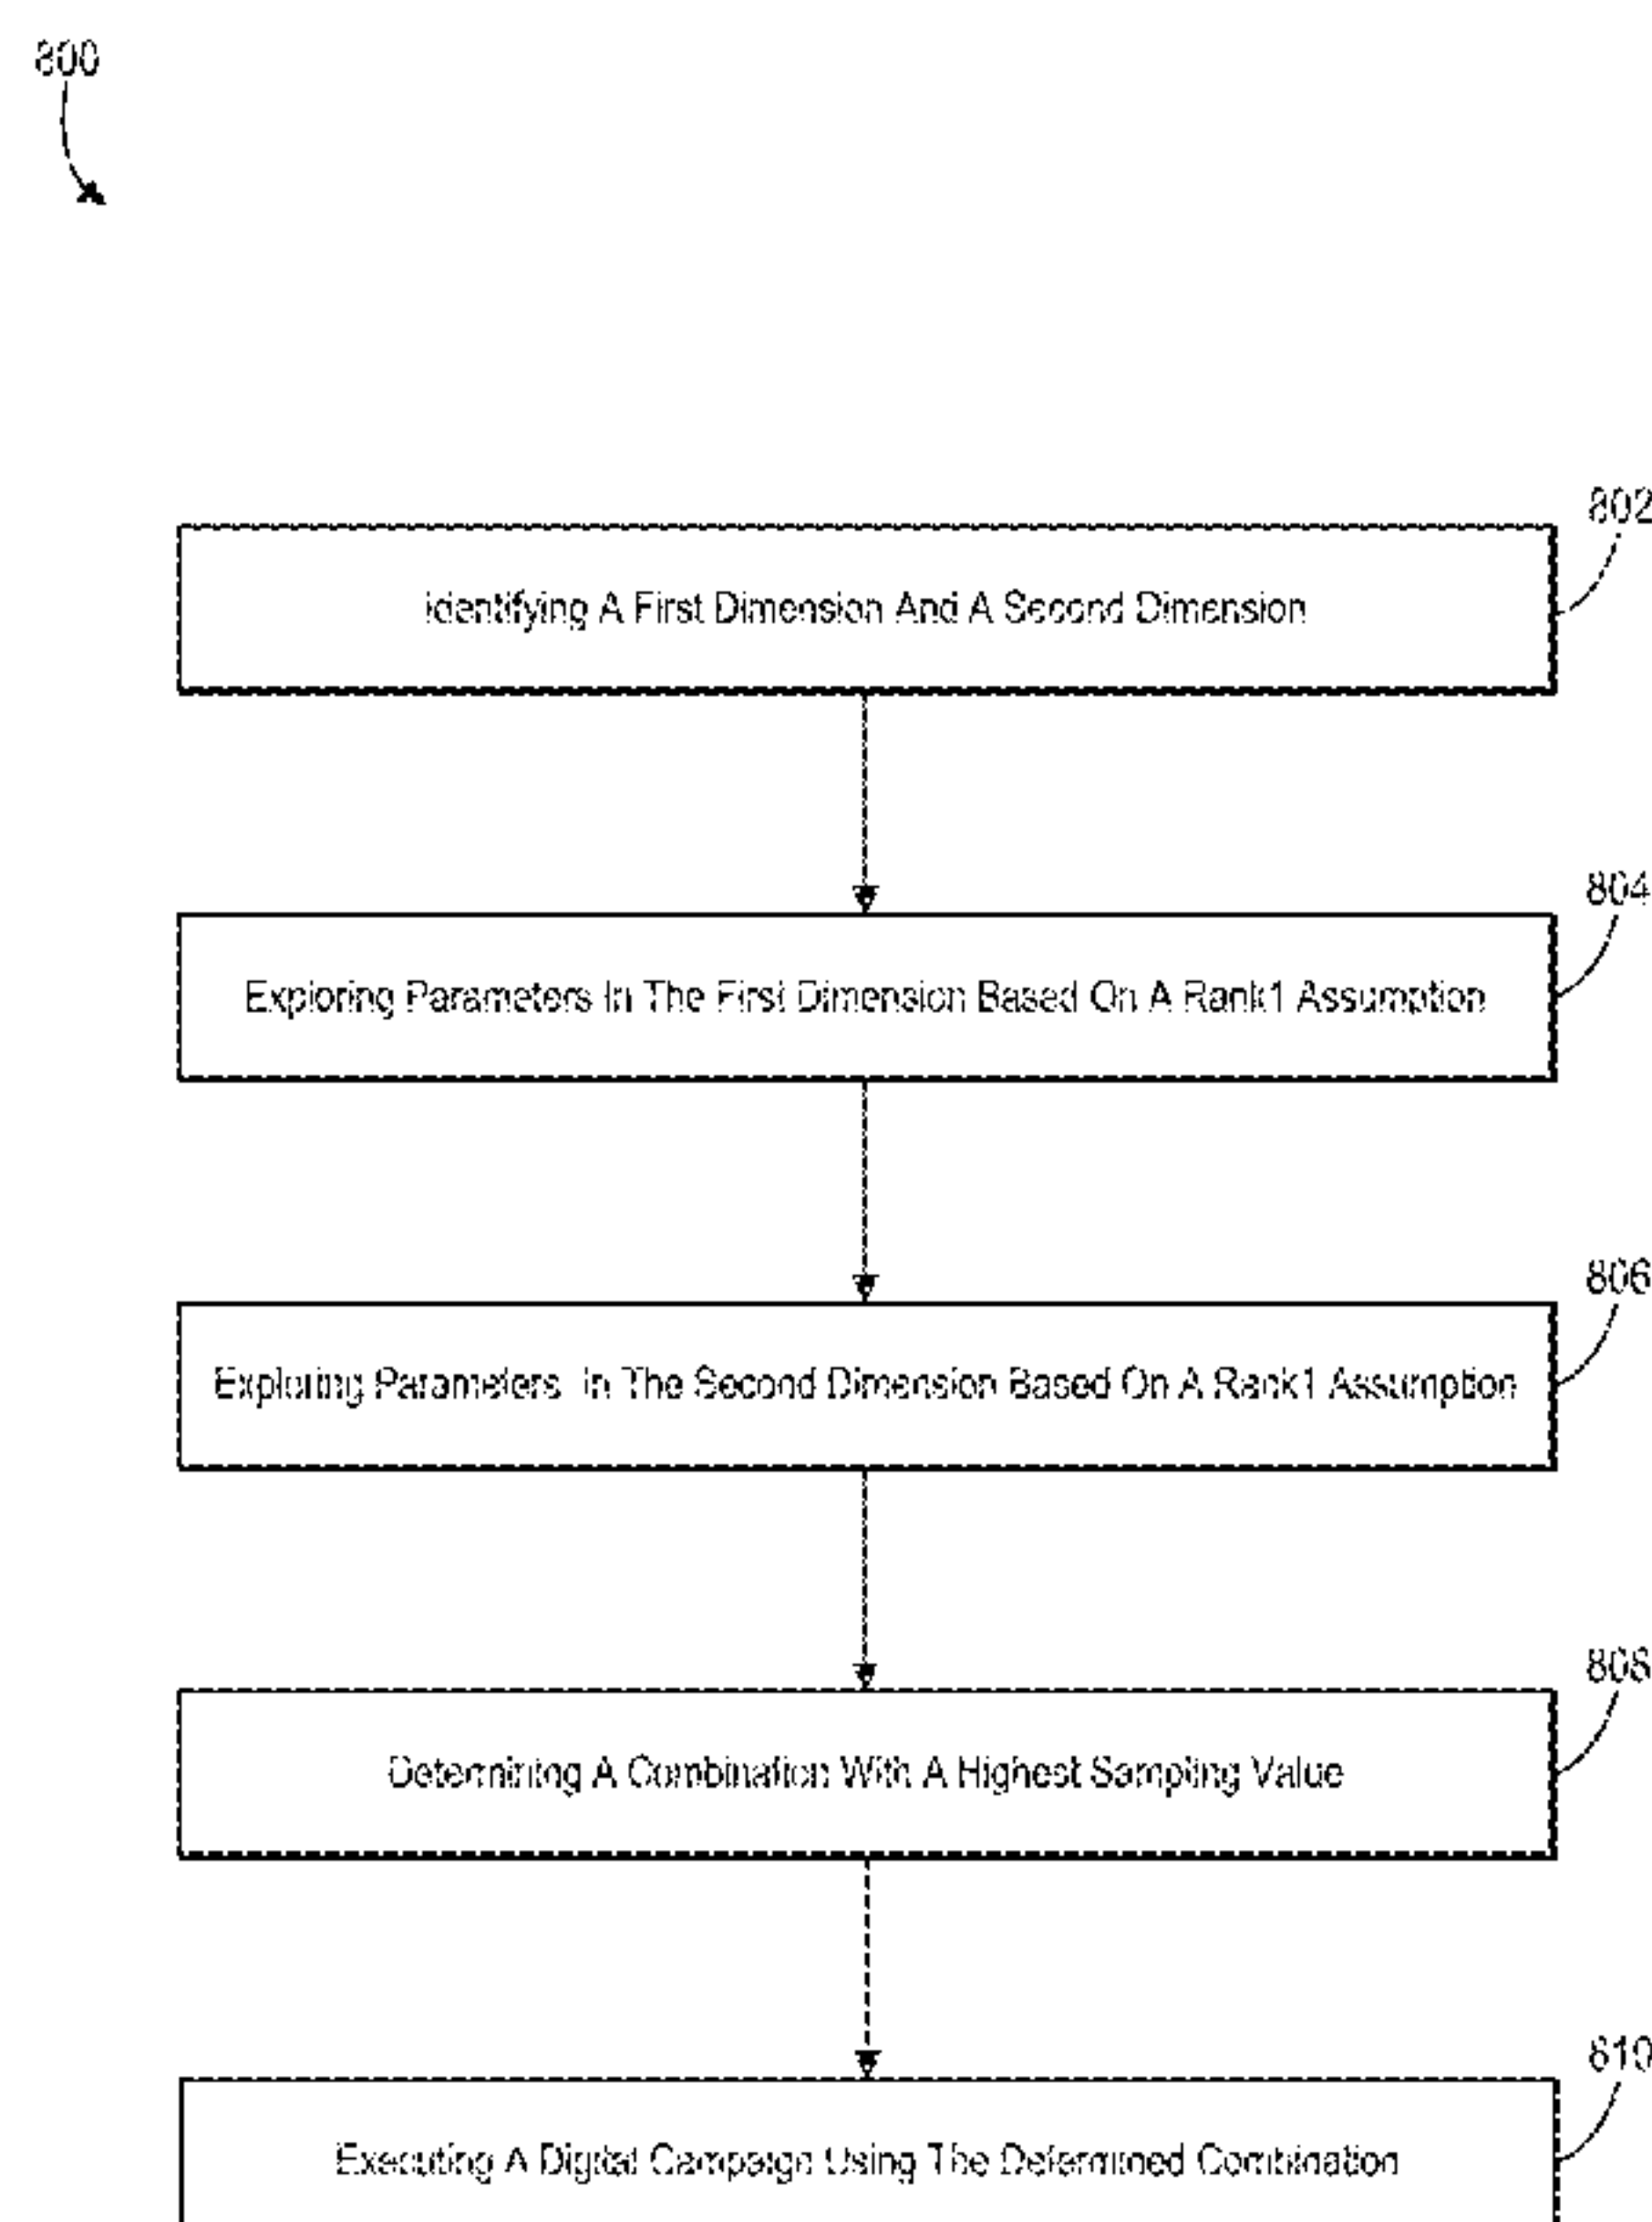 800
802
Identifying A First Dimension And A Second Dimension
804
Exploring Parameters In The First Dimension Based On A Rank1 Assumption
806
Exploring Parameters In The Second Dimension Based On A Rank1 Assumption
808
Determining A Combination With A Highest Sampling Value
810
Executing A Digital Campaign Using The Determined Combination